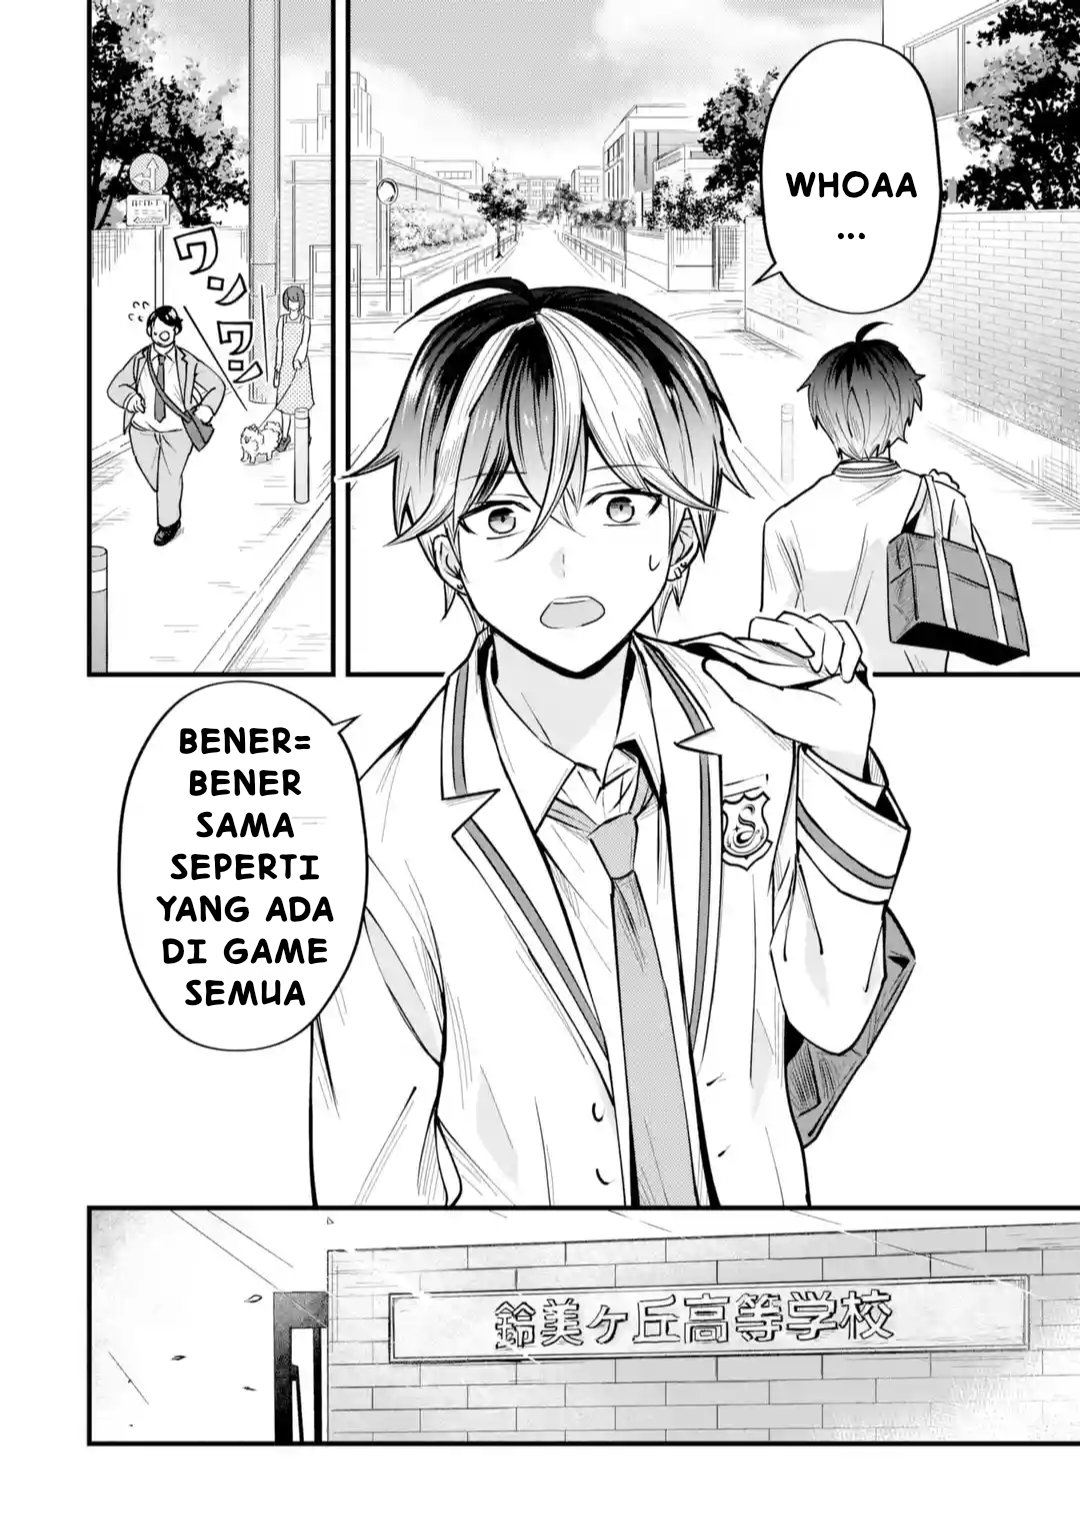 WHOAA
...
ワンワン
BENER=
BENER
SAMA
SEPERTI
YANG ADA
DI GAME
SEMUA
鈴美ヶ丘高等学校